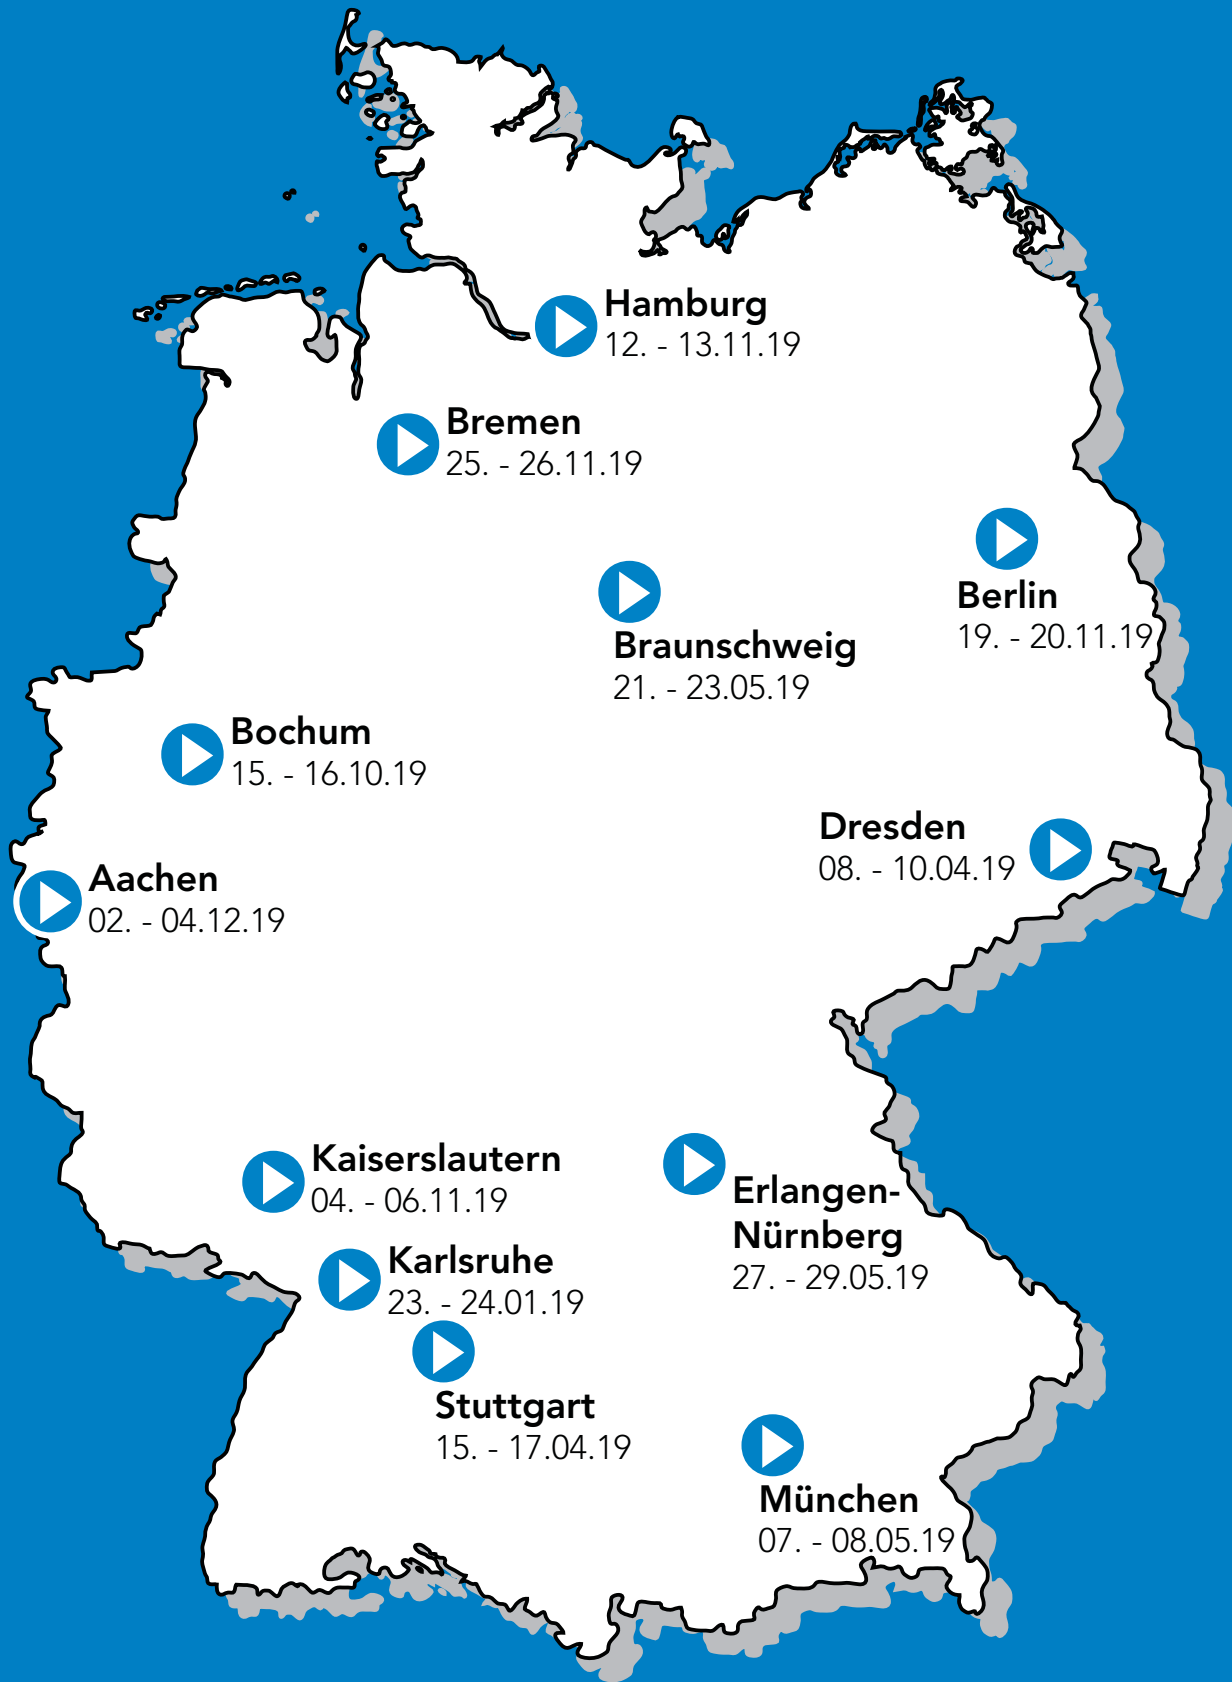 Hamburg
12. - 13.11.19
Bremen
25. - 26.11.19
Berlin
19. - 20.11.19
Braunschweig
21. - 23.05.19
Bochum
15. - 16.10.19
Dresden
08. - 10.04.19
Aachen
02. - 04.12.19
Kaiserslautern
04. - 06.11.19
Erlangen-
Nürnberg
27. - 29.05.19
Karlsruhe
23. - 24.01.19
Stuttgart
15. - 17.04.19
München
07. - 08.05.19